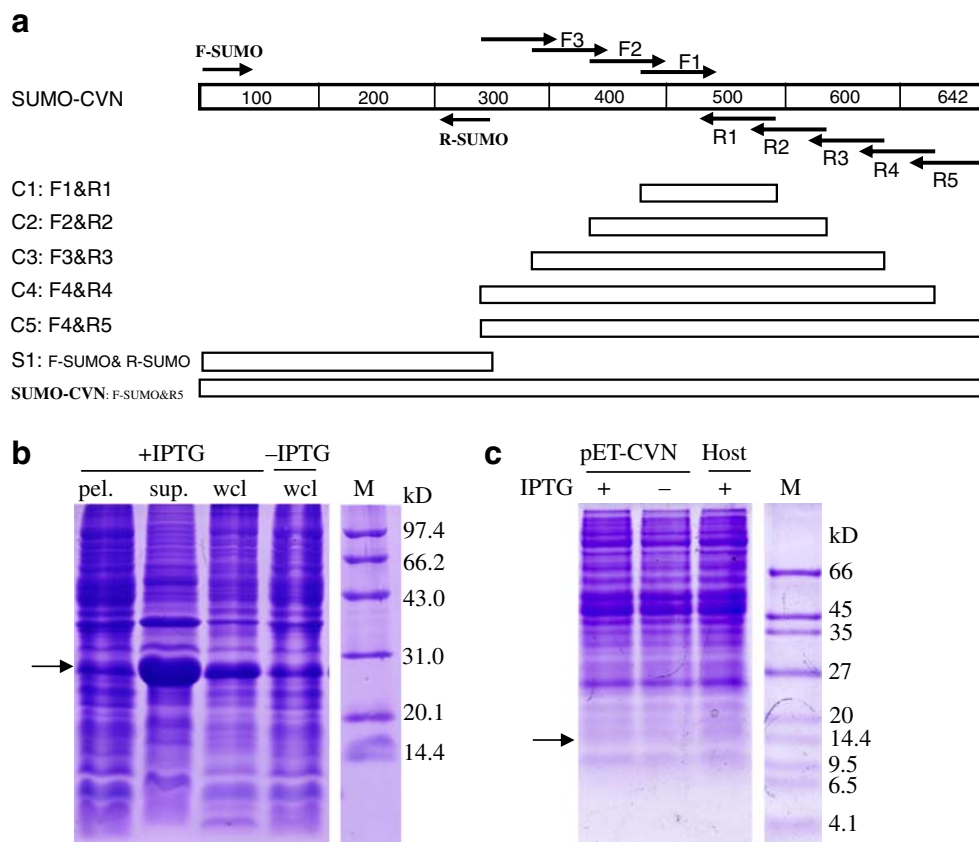 a
F-SUMO
F3
F2
F1
SUMO-CVN
100 200 300 400 500 600 642
R-SUMO
R1
R2
R3
R4
R5
C1: F1&R1
C2: F2&R2
C3: F3&R3
C4: F4&R4
C5: F4&R5
S1: F-SUMO& R-SUMO
SUMO-CVN: F-SUMO&R5
b
+IPTG –IPTG
pel. sup. wcl wcl M kD
97.4
66.2
43.0
31.0
20.1
14.4
c
pET-CVN Host
IPTG + – + M
kD
66
45
35
27
20
14.4
9.5
6.5
4.1